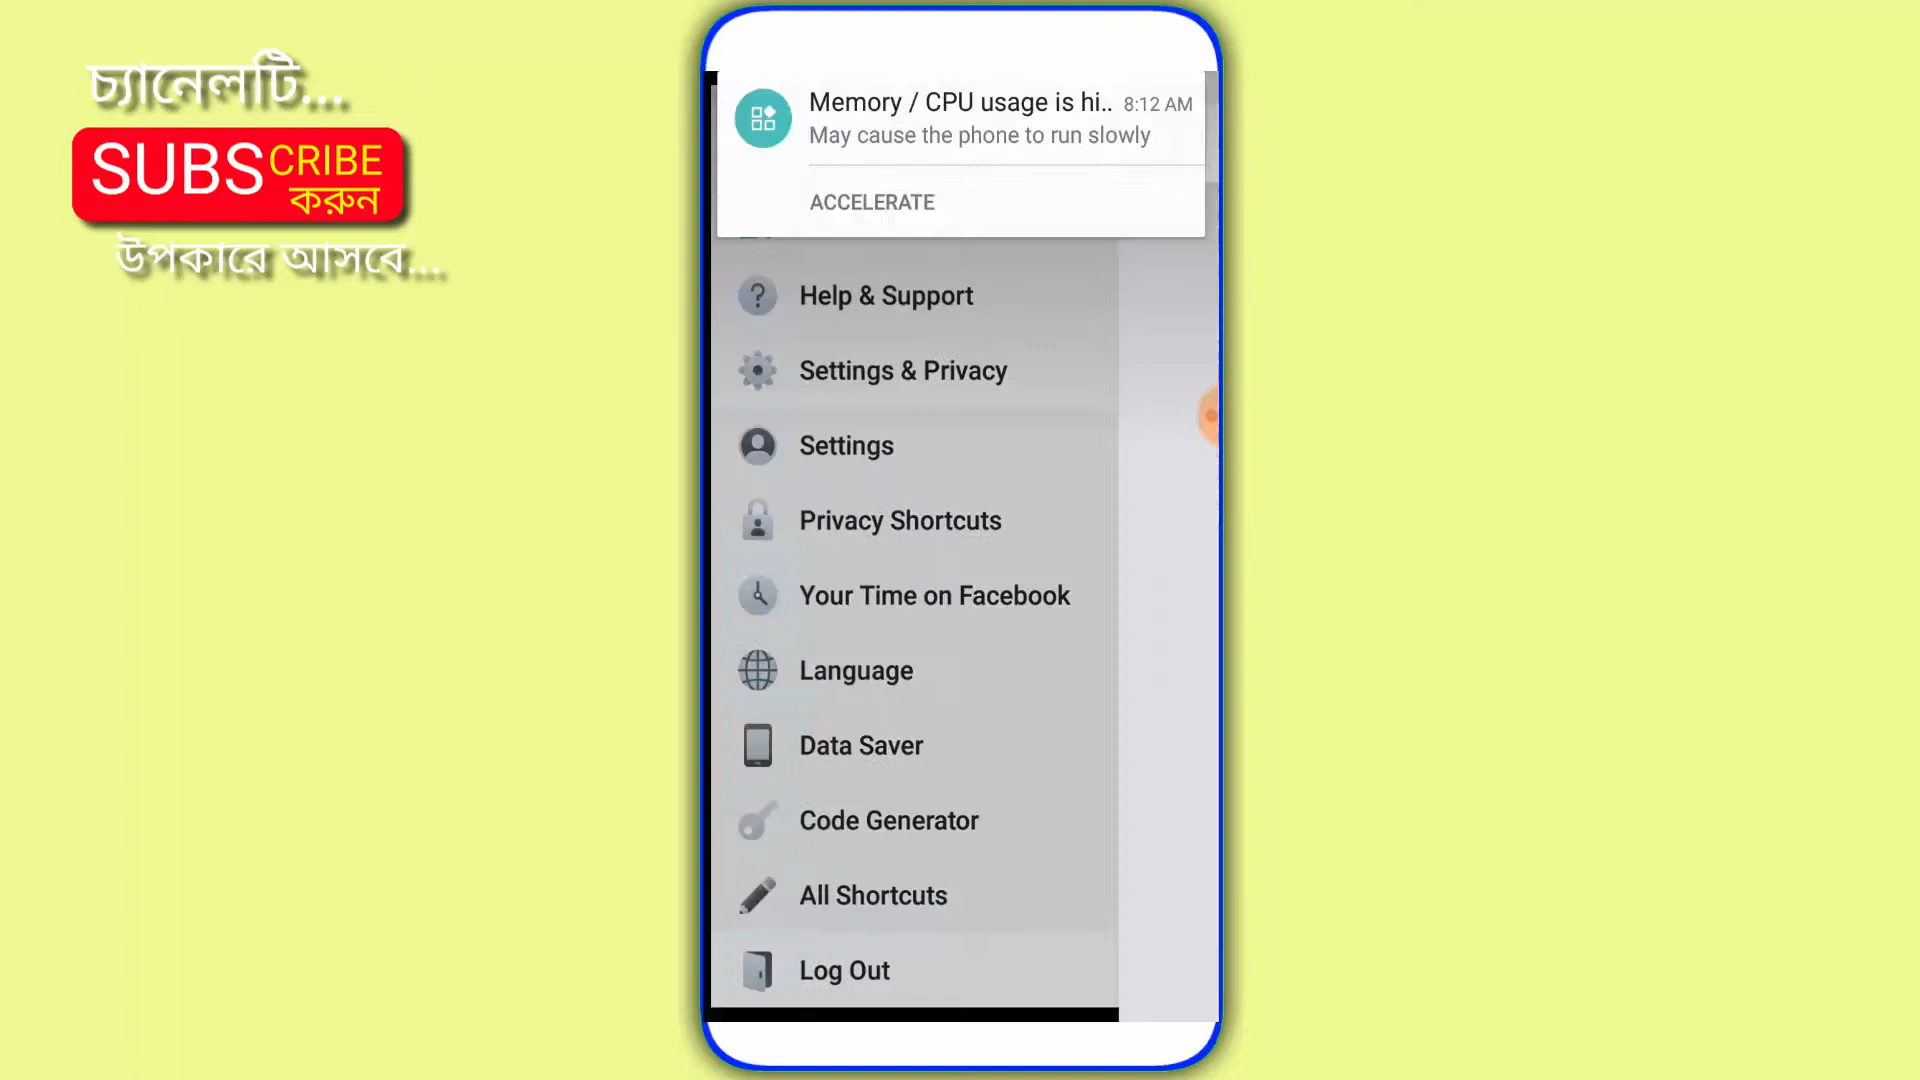 চ্যানেলটি...
SUBSCRIBE
করুন
উপকারে আসবে...
Memory / CPU usage is hi.. 8:12 AM
May cause the phone to run slowly
ACCELERATE
Help & Support
Settings & Privacy
Settings
Privacy Shortcuts
Your Time on Facebook
Language
Data Saver
Code Generator
All Shortcuts
Log Out